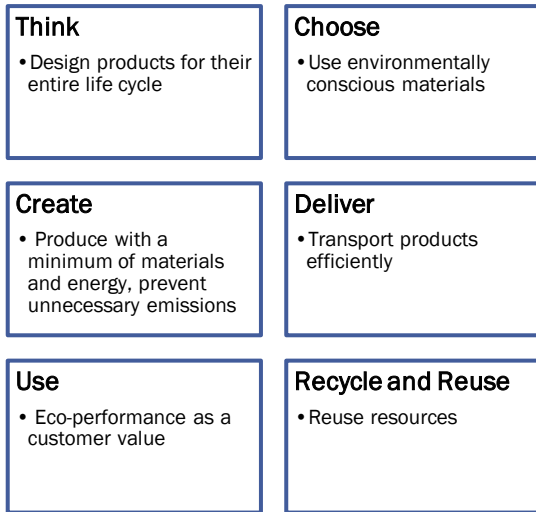 Think
•Design products for their
entire life cycle
Choose
•Use environmentally
conscious materials
Create
• Produce with a
minimum of materials
and energy, prevent
unnecessary emissions
Deliver
•Transport products
efficiently
Use
• Eco-performance as a
customer value
Recycle and Reuse
•Reuse resources